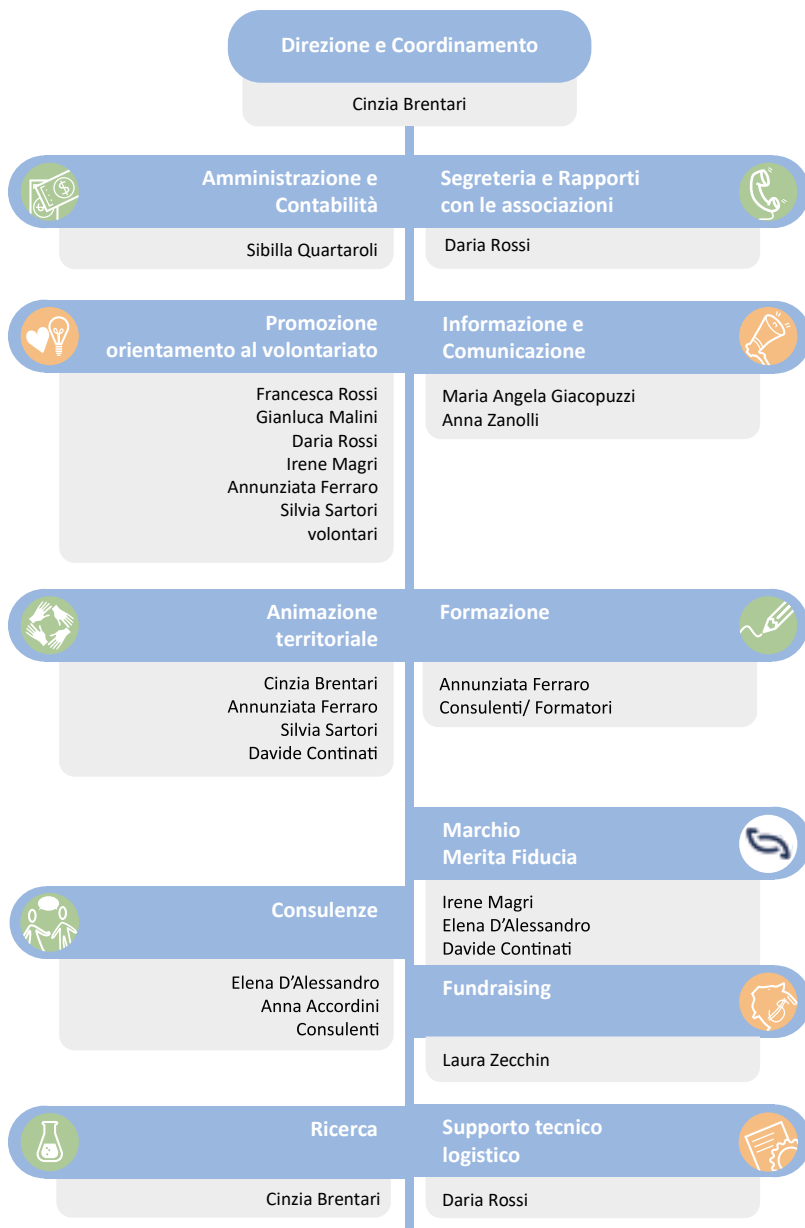 Direzione e Coordinamento
Cinzia Brentari
Amministrazione e
Contabilità
Sibilla Quartaroli
Segreteria e Rapporti
con le associazioni
Daria Rossi
Promozione
orientamento al volontariato
Francesca Rossi
Gianluca Malini
Daria Rossi
Irene Magri
Annunziata Ferraro
Silvia Sartori
volontari
Informazione e
Comunicazione
Maria Angela Giacopuzzi
Anna Zanolli
Animazione
territoriale
Cinzia Brentari
Annunziata Ferraro
Silvia Sartori
Davide Continati
Formazione
Annunziata Ferraro
Consulenti/ Formatori
Marchio
Merita Fiducia
Irene Magri
Elena D'Alessandro
Davide Continati
Consulenze
Elena D'Alessandro
Anna Accordini
Consulenti
Fundraising
Laura Zecchin
Ricerca
Cinzia Brentari
Supporto tecnico
logistico
Daria Rossi